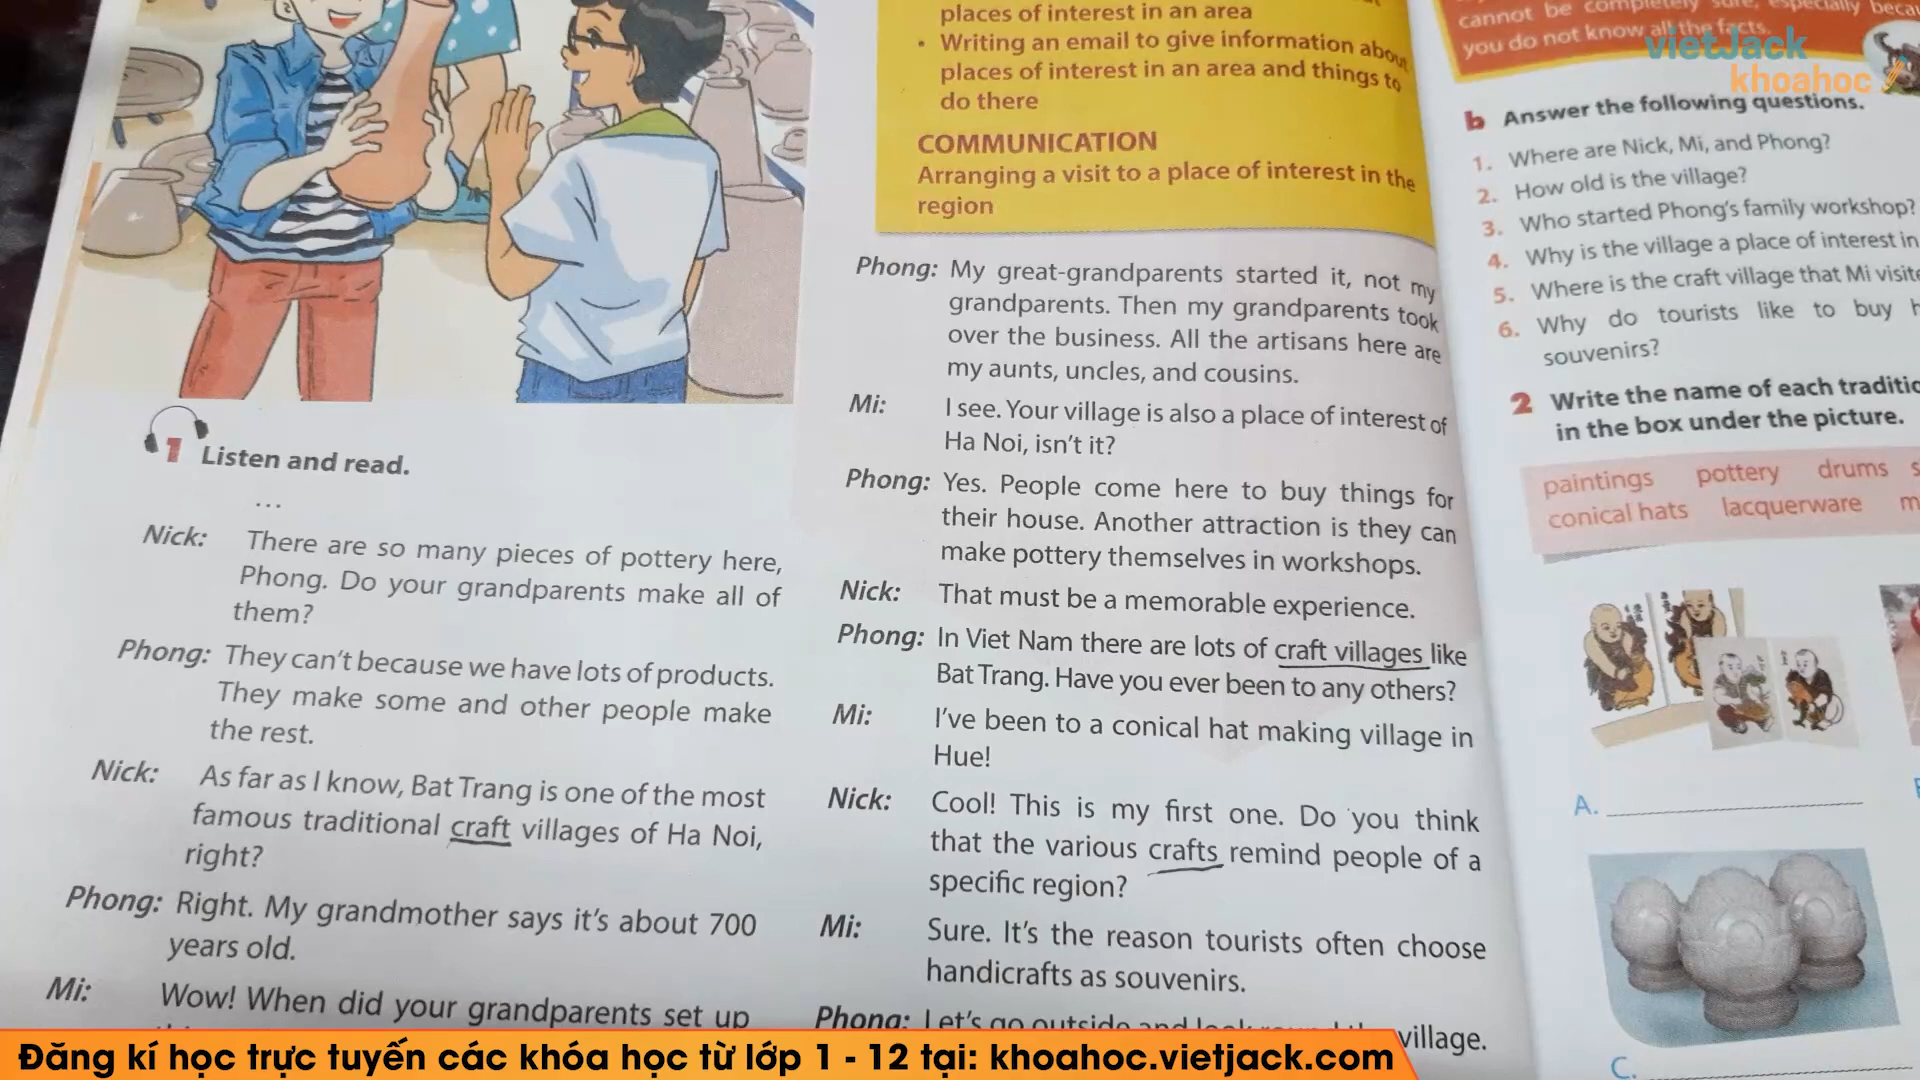 places of interest in an area
• Writing an email to give information about
places of interest in an area and things to
do there
COMMUNICATION
Arranging a visit to a place of interest in the
region
1 Listen and read.
...
Nick: There are so many pieces of pottery here,
Phong. Do your grandparents make all of
them?
Phong: They can't because we have lots of products.
They make some and other people make
the rest.
Nick: As far as I know, Bat Trang is one of the most
famous traditional craft villages of Ha Noi,
right?
Phong: Right. My grandmother says it's about 700
years old.
Mi: Wow! When did your grandparents set up
Phong: My great-grandparents started it, not my
grandparents. Then my grandparents took
over the business. All the artisans here are
my aunts, uncles, and cousins.
Mi: I see. Your village is also a place of interest of
Ha Noi, isn't it?
Phong: Yes. People come here to buy things for
their house. Another attraction is they can
make pottery themselves in workshops.
Nick: That must be a memorable experience.
Phong: In Viet Nam there are lots of craft villages like
Bat Trang. Have you ever been to any others?
Mi: I've been to a conical hat making village in
Hue!
Nick: Cool! This is my first one. Do you think
that the various crafts remind people of a
specific region?
Mi: Sure. It's the reason tourists often choose
handicrafts as souvenirs.
Phong: Let's go outside and look village.
cannot be completely sure, especially becau
you do not know all the facts.
vietJack
khoahoc
b Answer the following questions.
1. Where are Nick, Mi, and Phong?
2. How old is the village?
3. Who started Phong's family workshop?
4. Why is the village a place of interest in
5. Where is the craft village that Mi visite
6. Why do tourists like to buy h
souvenirs?
2 Write the name of each traditio
in the box under the picture.
paintings pottery drums s
conical hats lacquerware m
A.
C.
Đăng kí học trực tuyến các khóa học từ lớp 1 - 12 tại: khoahoc.vietjack.com